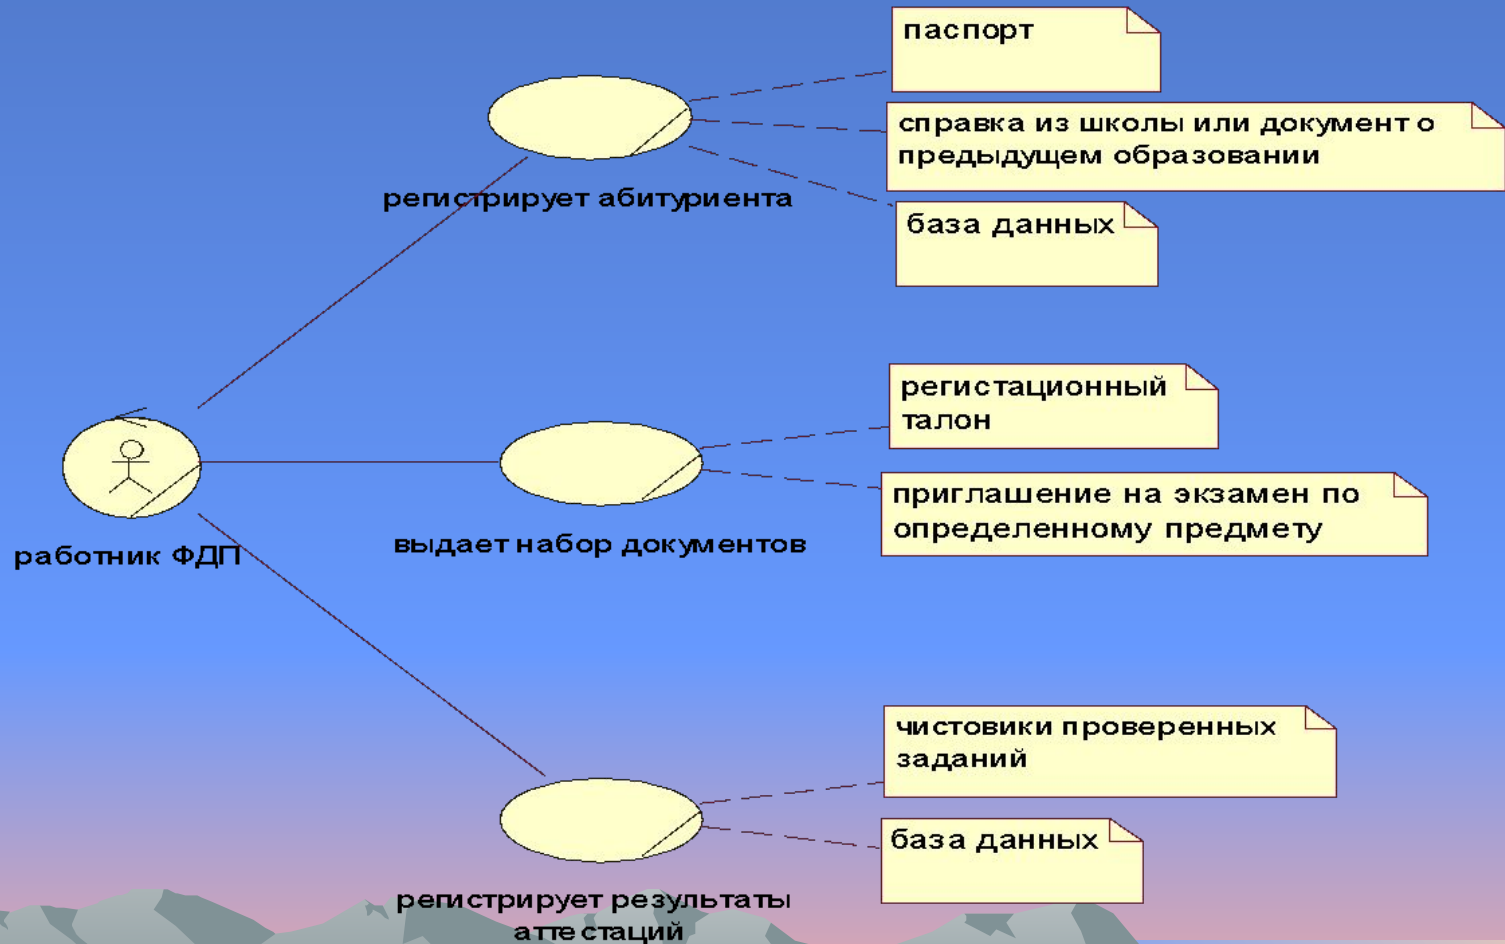 паспорт
справка из школы или документ о
предыдущем образовании
регистрирует абитуриента
база данных
регистационный
талон
приглашение на экзамен по
определенному предмету
выдает набор документов
работник ФДП
чистовики проверенных
заданий
база данных
регистрирует результаты
аттестаций